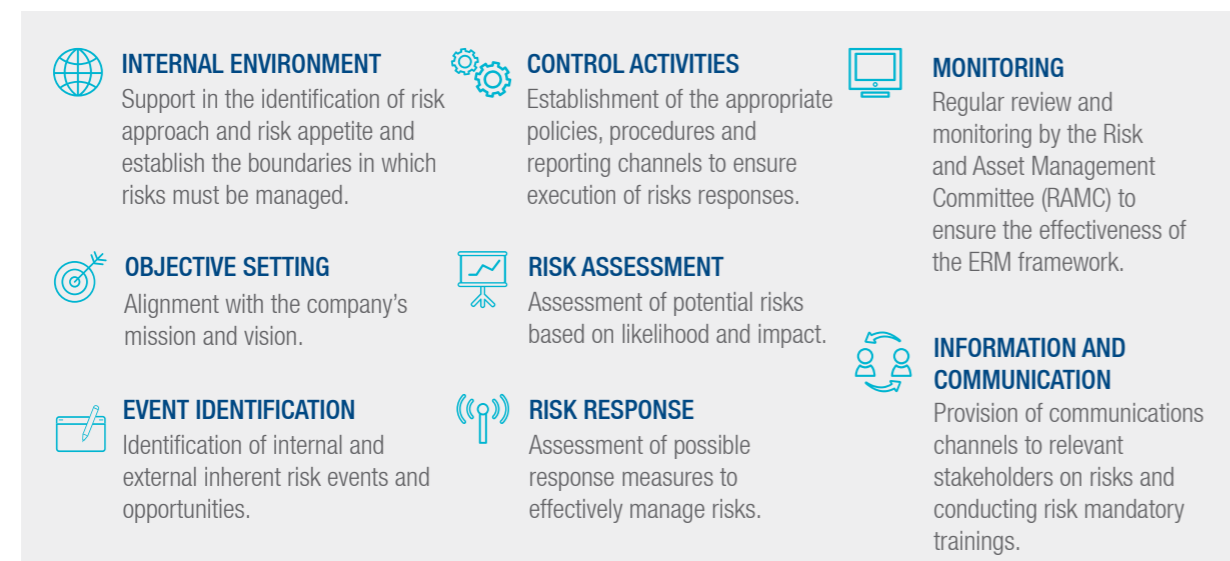 INTERNAL ENVIRONMENT
Support in the identification of risk
approach and risk appetite and
establish the boundaries in which
risks must be managed.
OBJECTIVE SETTING
Alignment with the company’s
mission and vision.
EVENT IDENTIFICATION
Identification of internal and
external inherent risk events and
opportunities.
CONTROL ACTIVITIES
Establishment of the appropriate
policies, procedures and
reporting channels to ensure
execution of risks responses.
RISK ASSESSMENT
Assessment of potential risks
based on likelihood and impact.
RISK RESPONSE
Assessment of possible
response measures to
effectively manage risks.
MONITORING
Regular review and
monitoring by the Risk
and Asset Management
Committee (RAMC) to
ensure the effectiveness of
the ERM framework.
INFORMATION AND
COMMUNICATION
Provision of communications
channels to relevant
stakeholders on risks and
conducting risk mandatory
trainings.